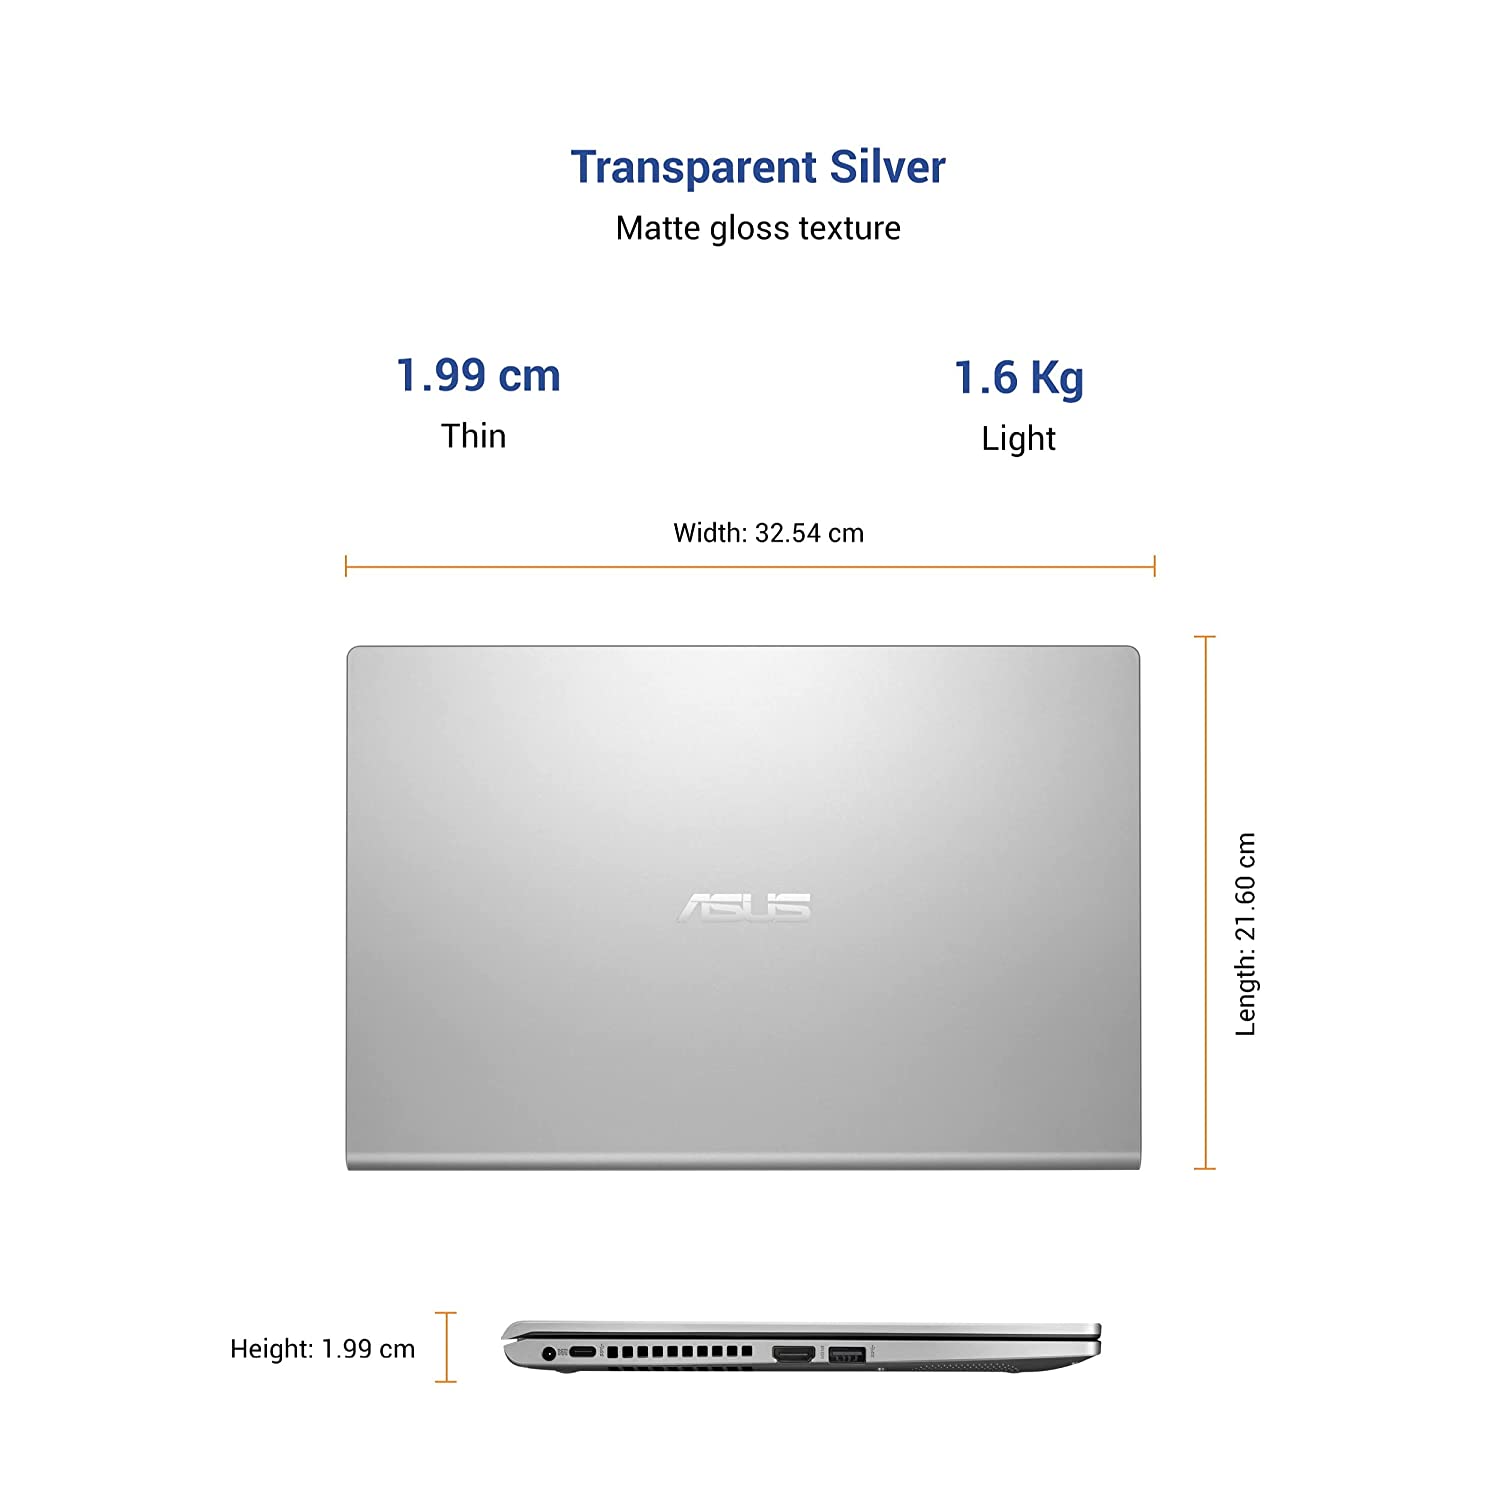 Transparent Silver
Matte gloss texture
1.99 cm
Thin
1.6 Kg
Light
Width: 32.54 cm
ASUS
Length: 21.60 cm
Height: 1.99 cm